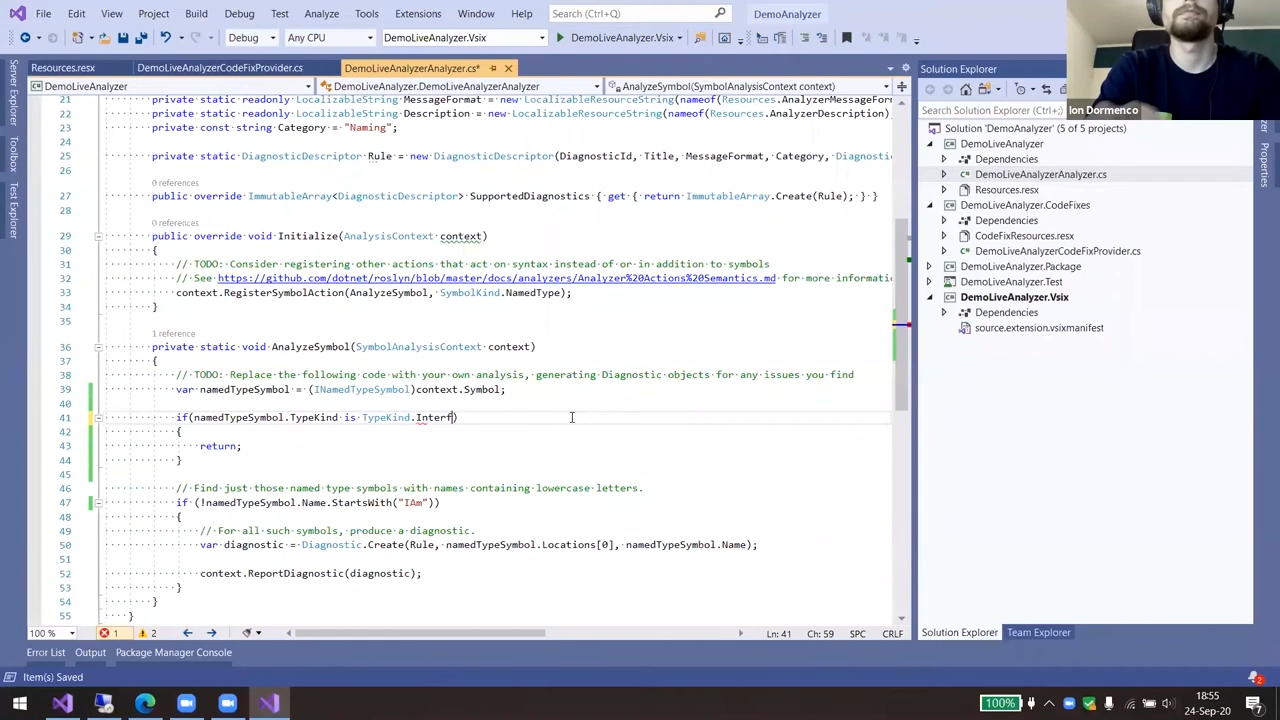 File Edit View Git Project Build Debug Test Analyze Tools Extensions Window Help Search (Ctrl+Q) DemoAnalyzer
Debug Any CPU DemoLiveAnalyzer.Vsix DemoLiveAnalyzer.Vsix
Resources.resx DemoLiveAnalyzerCodeFixProvider.cs DemoLiveAnalyzerAnalyzer.cs*
DemoLiveAnalyzer DemoLiveAnalyzer.DemoLiveAnalyzerAnalyzer AnalyzeSymbol(SymbolAnalysisContext context)
Server Explorer
Toolbox
Test Explorer
21 private static readonly LocalizableString MessageFormat = new LocalizableResourceString(nameof(Resources.AnalyzerMessageForm
22 private static readonly LocalizableString Description = new LocalizableResourceString(nameof(Resources.AnalyzerDescription),
23 private const string Category = "Naming";
24
25 private static DiagnosticDescriptor Rule = new DiagnosticDescriptor(DiagnosticId, Title, MessageFormat, Category, Diagnostic
26
0 references
27 public override ImmutableArray<DiagnosticDescriptor> SupportedDiagnostics { get { return ImmutableArray.Create(Rule); } }
28
0 references
29 public override void Initialize(AnalysisContext context)
30 {
31 // TODO: Consider registering other actions that act on syntax instead of or in addition to symbols
32 // See https://github.com/dotnet/roslyn/blob/master/docs/analyzers/Analyzer%20Actions%20Semantics.md for more informatio
33 context.RegisterSymbolAction(AnalyzeSymbol, SymbolKind.NamedType);
34 }
35
1 reference
36 private static void AnalyzeSymbol(SymbolAnalysisContext context)
37 {
38 // TODO: Replace the following code with your own analysis, generating Diagnostic objects for any issues you find
39 var namedTypeSymbol = (INamedTypeSymbol)context.Symbol;
40
41 if(namedTypeSymbol.TypeKind is TypeKind.Interf)
42 {
43 return;
44 }
45
46 // Find just those named type symbols with names containing lowercase letters.
47 if (!namedTypeSymbol.Name.StartsWith("IAm"))
48 {
49 // For all such symbols, produce a diagnostic.
50 var diagnostic = Diagnostic.Create(Rule, namedTypeSymbol.Locations[0], namedTypeSymbol.Name);
51
52 context.ReportDiagnostic(diagnostic);
53 }
54 }
55 }
100 % 1 2 Ln: 41 Ch: 59 SPC CRLF
Error List Output Package Manager Console
Item(s) Saved
Solution Explorer
Ion Dormenco
Search Solution Explorer (Ctrl+;)
Solution 'DemoAnalyzer' (5 of 5 projects)
DemoLiveAnalyzer
Dependencies
DemoLiveAnalyzerAnalyzer.cs
Resources.resx
DemoLiveAnalyzer.CodeFixes
Dependencies
CodeFixResources.resx
DemoLiveAnalyzerCodeFixProvider.cs
DemoLiveAnalyzer.Package
DemoLiveAnalyzer.Test
DemoLiveAnalyzer.Vsix
Dependencies
source.extension.vsixmanifest
Solution Explorer Team Explorer
Properties
2
100% 18:55
24-Sep-20
7